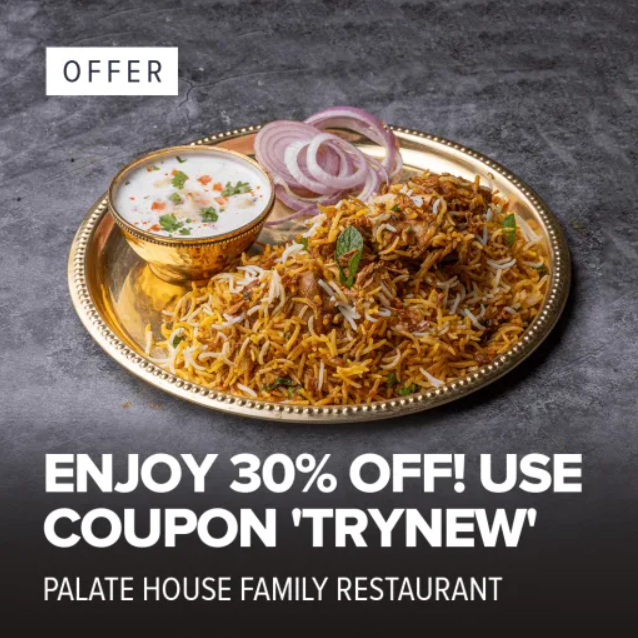 OFFER
ENJOY 30% OFF! USE
COUPON 'TRYNEW'
PALATE HOUSE FAMILY RESTAURANT